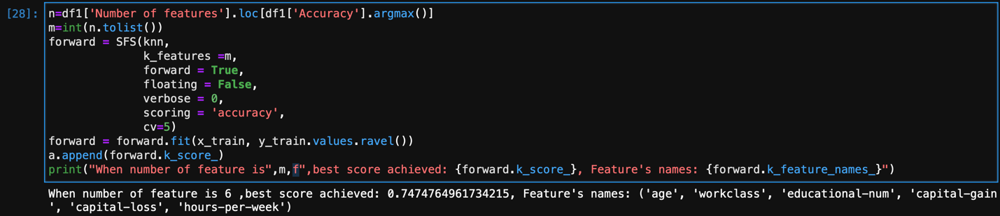 [28]: n=df1['Number of features'].loc[df1['Accuracy'].argmax()]
m=int(n.tolist())
forward = SFS(knn,
k_features =m,
forward = True,
floating = False,
verbose = 0,
scoring = 'accuracy',
cv=5)
forward = forward.fit(x_train, y_train.values.ravel())
a.append(forward.k_score_)
print("When number of feature is",m,f",best score achieved: {forward.k_score_}, Feature's names: {forward.k_feature_names_}")
When number of feature is 6 ,best score achieved: 0.7474764961734215, Feature's names: ('age', 'workclass', 'educational-num', 'capital-gain
', 'capital-loss', 'hours-per-week')